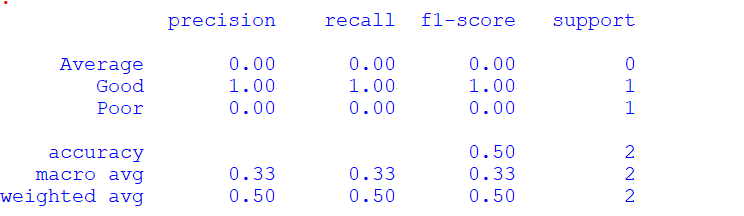 precision recall f1-score support
Average 0.00 0.00 0.00 0
Good 1.00 1.00 1.00 1
Poor 0.00 0.00 0.00 1
accuracy 0.50 2
macro avg 0.33 0.33 0.33 2
weighted avg 0.50 0.50 0.50 2